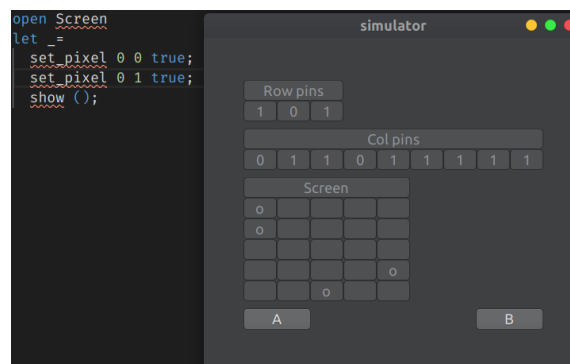 open Screen
let _=
set_pixel 0 0 true;
set_pixel 0 1 true;
show ();
simulator
Row pins
1 0 1
Col pins
0 1 1 0 1 1 1 1 1
Screen
o
o
o
o
A B